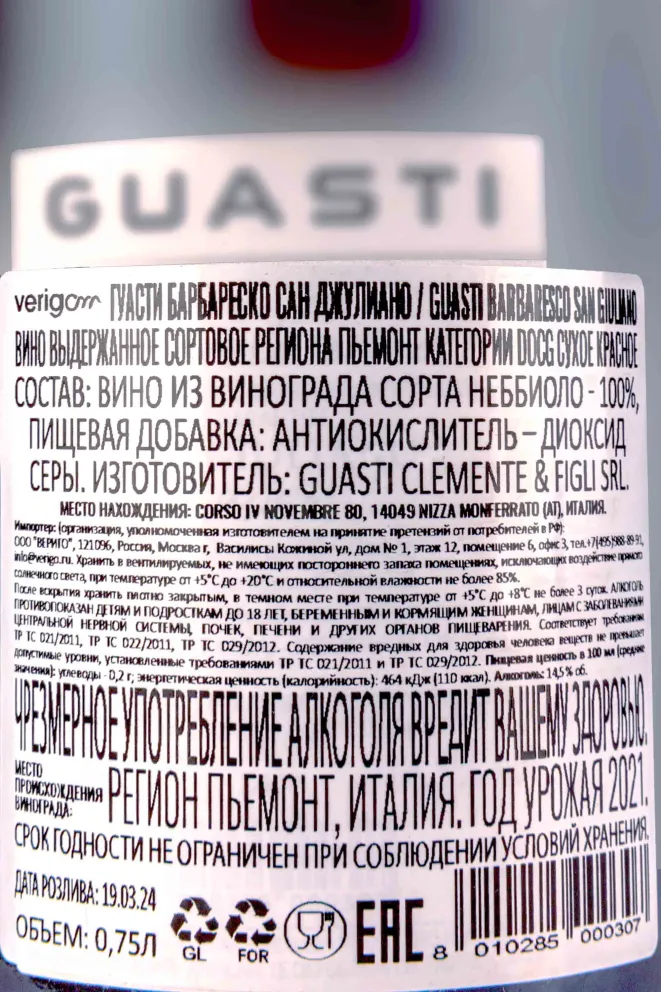 GUASTI
verigom ГУАСТИ БАРБАРЕСКО САН ДЖУЛИАНО / GUASTI BARBARESCO SAN GIULIANO
ВИНО ВЫДЕРЖАННОЕ СОРТОВОЕ РЕГИОНА ПЬЕМОНТ КАТЕГОРИИ DOCG СУХОЕ КРАСНОЕ
СОСТАВ: ВИНО ИЗ ВИНОГРАДА СОРТА НЕББИОЛО - 100%,
ПИЩЕВАЯ ДОБАВКА: АНТИОКИСЛИТЕЛЬ – ДИОКСИД
СЕРЫ. ИЗГОТОВИТЕЛЬ: GUASTI CLEMENTE & FIGLI SRL.
МЕСТО НАХОЖДЕНИЯ: CORSO IV NOVEMBRE 80, 14049 NIZZA MONFERRATO (AT), ИТАЛИЯ.
Импортер: (организация, уполномоченная изготовителем на принятие претензий от потребителей в РФ):
ООО "ВЕРИГО", 121096, Россия, Москва г, Василисы Кожиной ул, дом № 1, этаж 12, помещение 6, офис 3, тел.+7(495)988-89-91,
info@verigo.ru. Хранить в вентилируемых, не имеющих постороннего запаха помещениях, исключающих воздействие прямого
солнечного света, при температуре от +5°С до +20°С и относительной влажности не более 85%.
После вскрытия хранить плотно закрытым, в темном месте при температуре от +5°С до +8°С не более 3 суток. АЛКОГОЛЬ
ПРОТИВОПОКАЗАН ДЕТЯМ И ПОДРОСТКАМ ДО 18 ЛЕТ, БЕРЕМЕННЫМ И КОРМЯЩИМ ЖЕНЩИНАМ, ЛИЦАМ С ЗАБОЛЕВАНИЯМИ
ЦЕНТРАЛЬНОЙ НЕРВНОЙ СИСТЕМЫ, ПОЧЕК, ПЕЧЕНИ И ДРУГИХ ОРГАНОВ ПИЩЕВАРЕНИЯ. Соответствует требованиям
ТР ТС 021/2011, ТР ТС 022/2011, ТР ТС 029/2012. Содержание вредных для здоровья человека веществ не превышает
допустимые уровни, установленные требованиями ТР ТС 021/2011 и ТР ТС 029/2012. Пищевая ценность в 100 мл (средние
значения): углеводы - 0,2 г; энергетическая ценность (калорийность): 464 кДж (110 ккал). Алкоголь: 14,5% об.
ЧРЕЗМЕРНОЕ УПОТРЕБЛЕНИЕ АЛКОГОЛЯ ВРЕДИТ ВАШЕМУ ЗДОРОВЬЮ.
МЕСТО ПРОИСХОЖДЕНИЯ ВИНОГРАДА: РЕГИОН ПЬЕМОНТ, ИТАЛИЯ. ГОД УРОЖАЯ 2021.
СРОК ГОДНОСТИ НЕ ОГРАНИЧЕН ПРИ СОБЛЮДЕНИИ УСЛОВИЙ ХРАНЕНИЯ.
ДАТА РОЗЛИВА: 19.03.24
ОБЪЕМ: 0,75Л
GL FOR EAC 8 010285 000307